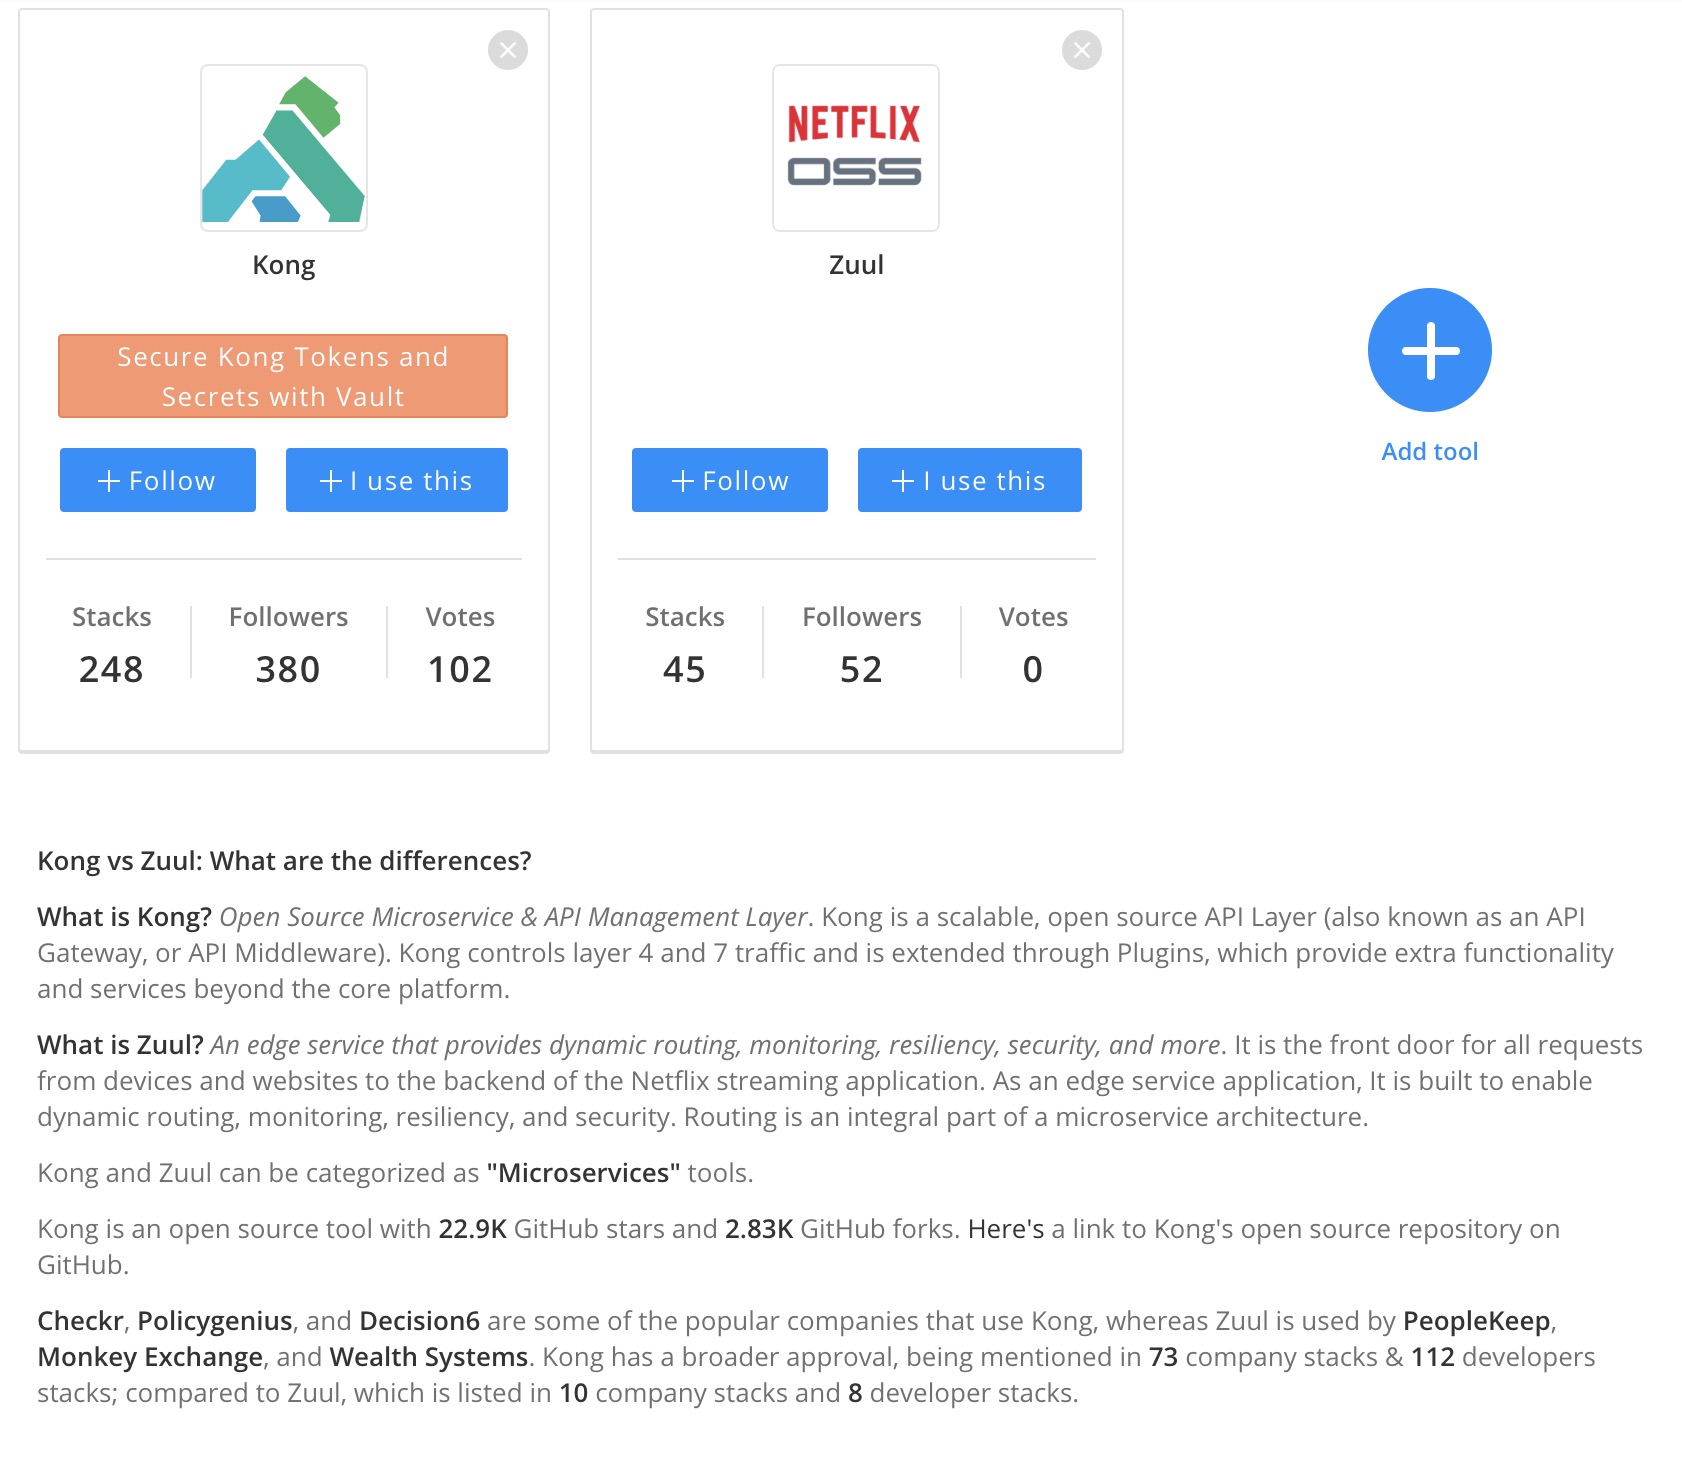 NETFLIX
OSS
Kong
Zuul
Secure Kong Tokens and
Secrets with Vault
Follow
I use this
Follow
I use this
Add tool
Stacks
Followers
Votes
248
380
102
Stacks
Followers
Votes
45
52
0
Kong vs Zuul: What are the differences?
What is Kong? Open Source Microservice & API Management Layer. Kong is a scalable, open source API Layer (also known as an API
Gateway, or API Middleware). Kong controls layer 4 and 7 traffic and is extended through Plugins, which provide extra functionality
and services beyond the core platform.
What is Zuul? An edge service that provides dynamic routing, monitoring, resiliency, security, and more. It is the front door for all requests
from devices and websites to the backend of the Netflix streaming application. As an edge service application, It is built to enable
dynamic routing, monitoring, resiliency, and security. Routing is an integral part of a microservice architecture.
Kong and Zuul can be categorized as "Microservices" tools.
Kong is an open source tool with 22.9K GitHub stars and 2.83K GitHub forks. Here's a link to Kong's open source repository on
GitHub.
Checkr, Policygenius, and Decision6 are some of the popular companies that use Kong, whereas Zuul is used by PeopleKeep,
Monkey Exchange, and Wealth Systems. Kong has a broader approval, being mentioned in 73 company stacks & 112 developers
stacks; compared to Zuul, which is listed in 10 company stacks and 8 developer stacks.